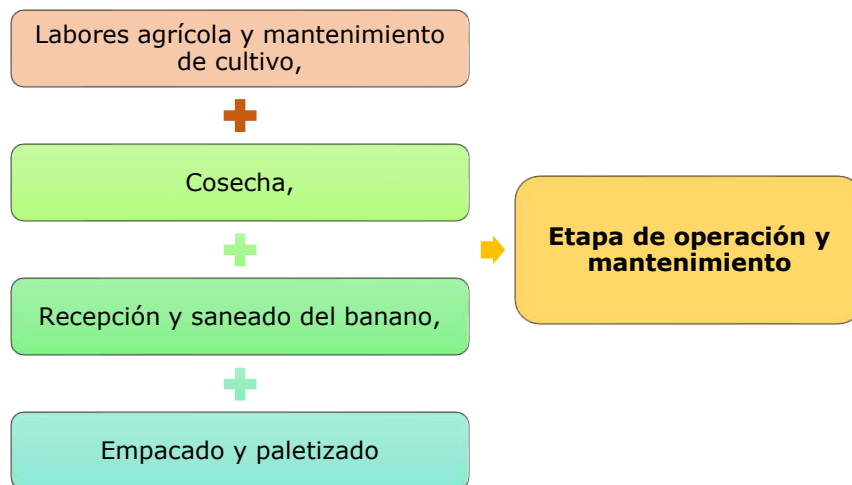 Labores agrícola y mantenimiento
de cultivo,
Cosecha,
Recepción y saneado del banano,
Empacado y paletizado
Etapa de operación y
mantenimiento